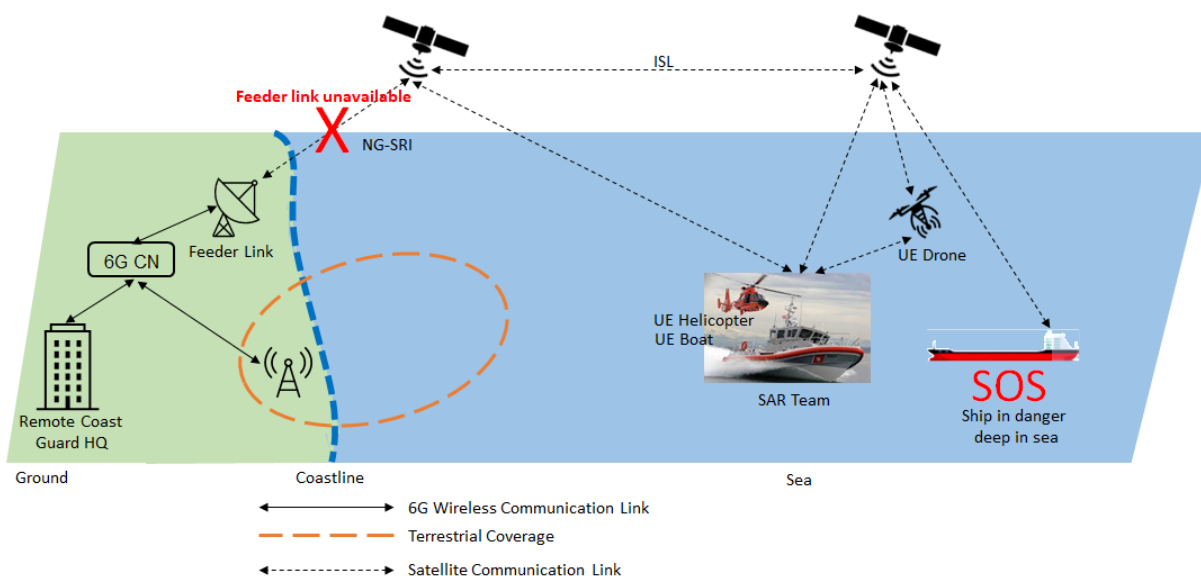 ISL
Feeder link unavailable
X
NG-SRI
Feeder Link
6G CN
UE Drone
UE Helicopter
UE Boat
SOS
SAR Team
Remote Coast
Guard HQ
Ship in danger
deep in sea
Ground
Coastline
Sea
6G Wireless Communication Link
Terrestrial Coverage
Satellite Communication Link